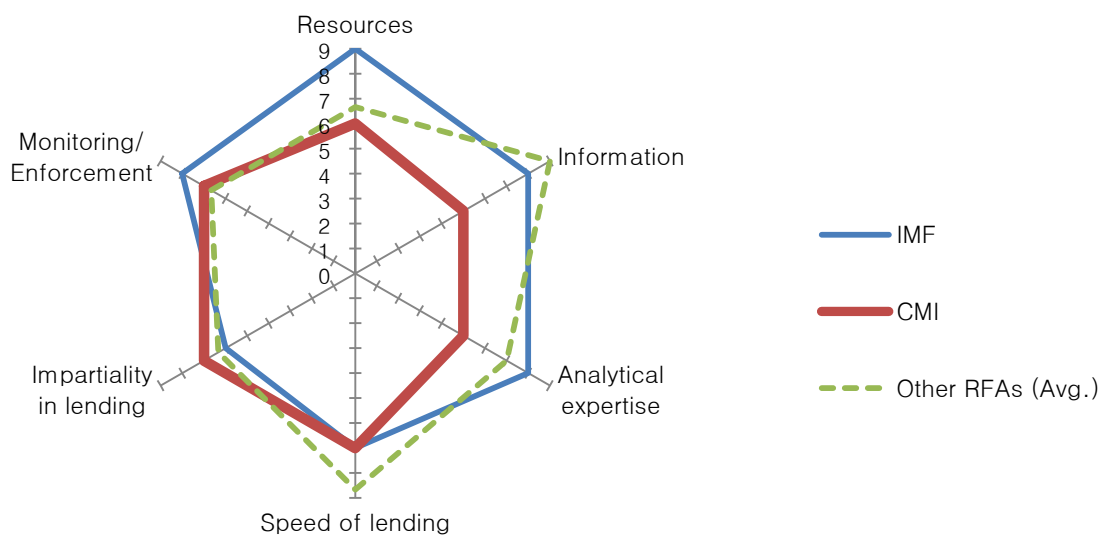 Resources
9
8
7
6
5
4
3
2
1
0
Monitoring/
Enforcement
Information
Impartiality
in lending
Analytical
expertise
Speed of lending
IMF
CMI
Other RFAs (Avg.)